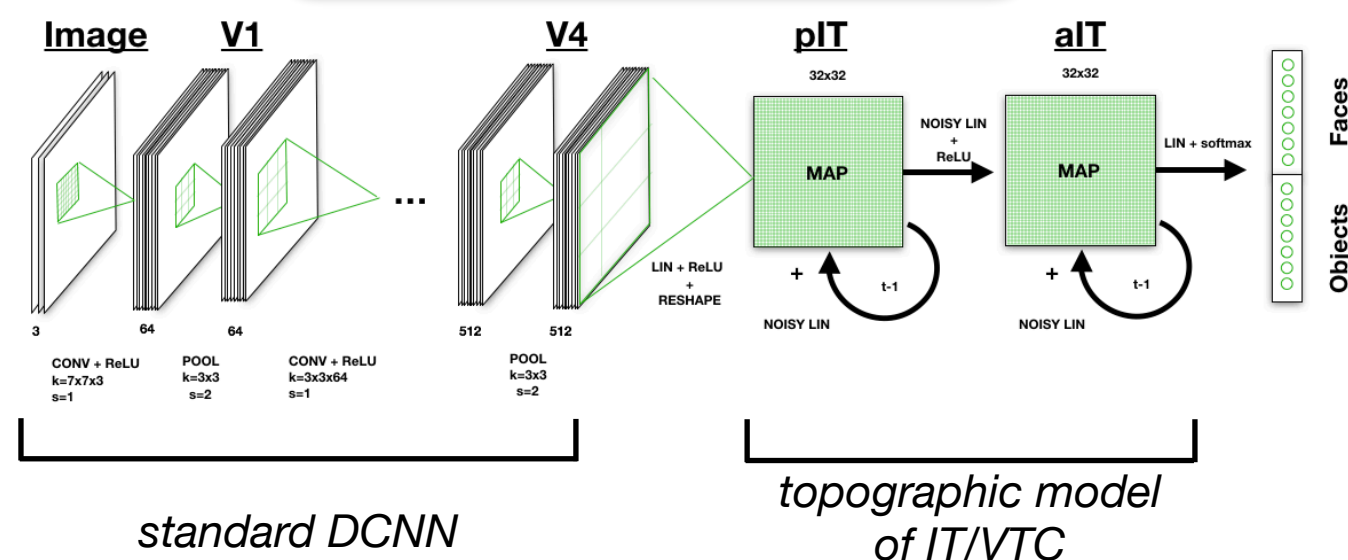 Image
V1
V4
pIT
aIT
32x32
32x32
MAP
NOISY LIN
+
ReLU
MAP
LIN + softmax
Faces
Objects
...
LIN + ReLU
+
RESHAPE
+
t-1
NOISY LIN
+
t-1
NOISY LIN
3
64
64
512
512
CONV + ReLU
k=7x7x3
s=1
POOL
k=3x3
s=2
CONV + ReLU
k=3x3x64
s=1
POOL
k=3x3
s=2
standard DCNN
topographic model
of IT/VTC